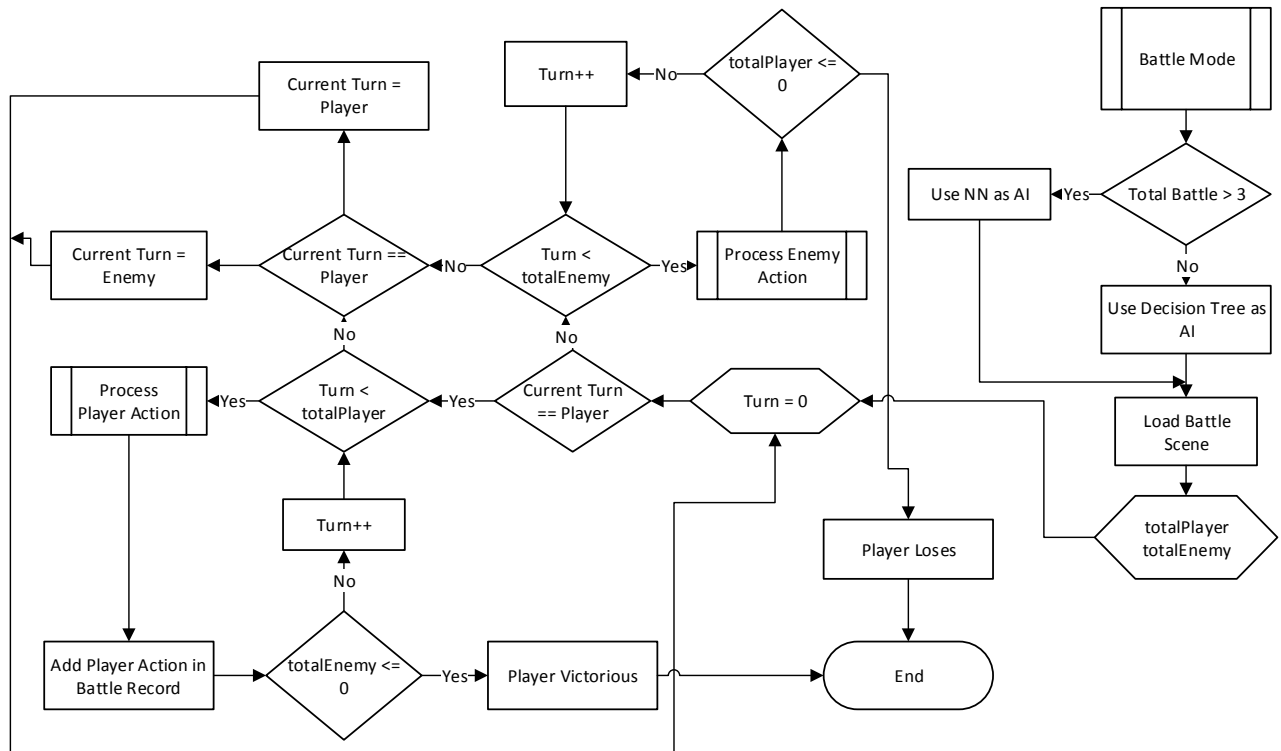 Battle Mode
Total Battle > 3
Yes
Use NN as AI
No
Use Decision Tree as
AI
Load Battle
Scene
totalPlayer
totalEnemy
Turn = 0
Current Turn
== Player
Yes
No
Turn <
totalPlayer
Yes
No
Process
Player Action
Add Player Action in
Battle Record
totalEnemy <=
0
No
Turn++
Yes
Player Victorious
End
Turn <
totalEnemy
Yes
No
Process Enemy
Action
totalPlayer <=
0
No
Turn++
Player Loses
Current Turn ==
Player
Current Turn =
Player
Current Turn =
Enemy